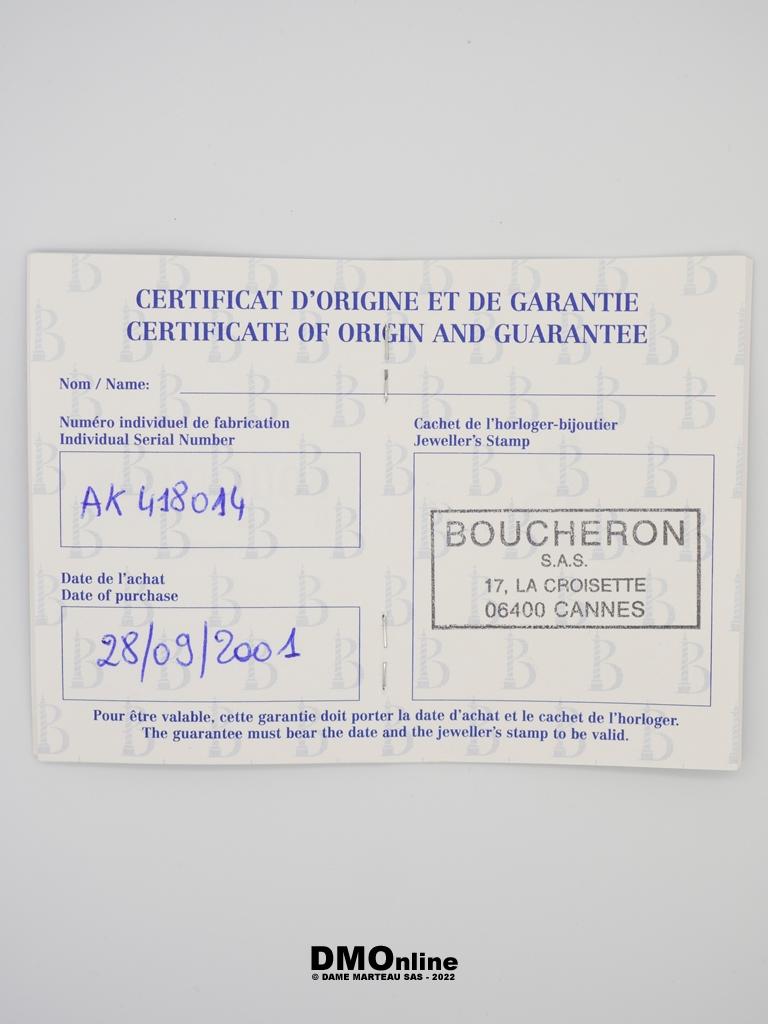 CERTIFICAT D'ORIGINE ET DE GARANTIE
CERTIFICATE OF ORIGIN AND GUARANTEE
Nom / Name:
Numéro individuel de fabrication
Individual Serial Number
AK 418014
Date de l'achat
Date of purchase
28/09/2001
Cachet de l'horloger-bijoutier
Jeweller's Stamp
BOUCHERON
S.A.S.
17, LA CROISETTE
06400 CANNES
Pour être valable, cette garantie doit porter la date d'achat et le cachet de l'horloger.
The guarantee must bear the date and the jeweller's stamp to be valid.
DMOnline
© DAME MARTEAU SAS - 2022